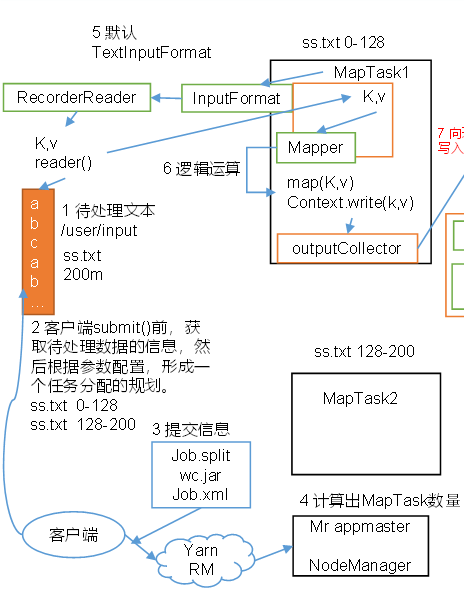 5 默认
TextInputFormat
ss.txt 0-128
MapTask1
RecorderReader
InputFormat
K,v
K,v
reader()
Mapper
7 向
写入
6 逻辑运算
map(K,v)
Context.write(k,v)
outputCollector
a
b
c
a
b
...
1 待处理文本
/user/input
ss.txt
200m
2 客户端submit()前，获
取待处理数据的信息，然
后根据参数配置，形成一
个任务分配的规划。
ss.txt 0-128
ss.txt 128-200
ss.txt 128-200
MapTask2
3 提交信息
Job.split
wc.jar
Job.xml
4 计算出MapTask数量
Mr appmaster
NodeManager
客户端
Yarn
RM